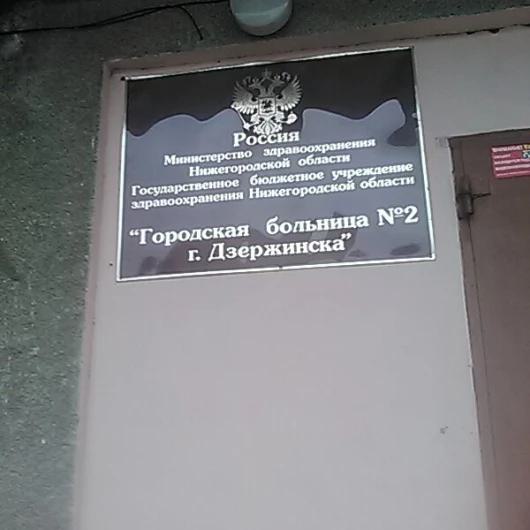 Россия
Министерство здравоохранения
Нижегородской области
Государственное бюджетное учреждение
здравоохранения Нижегородской области
"Городская больница №2
г. Дзержинска"